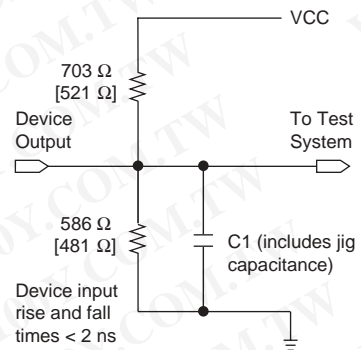 VCC
703 Ω
[521 Ω]
Device
Output
To Test
System
586 Ω
[481 Ω]
C1 (includes jig
capacitance)
Device input
rise and fall
times < 2 ns